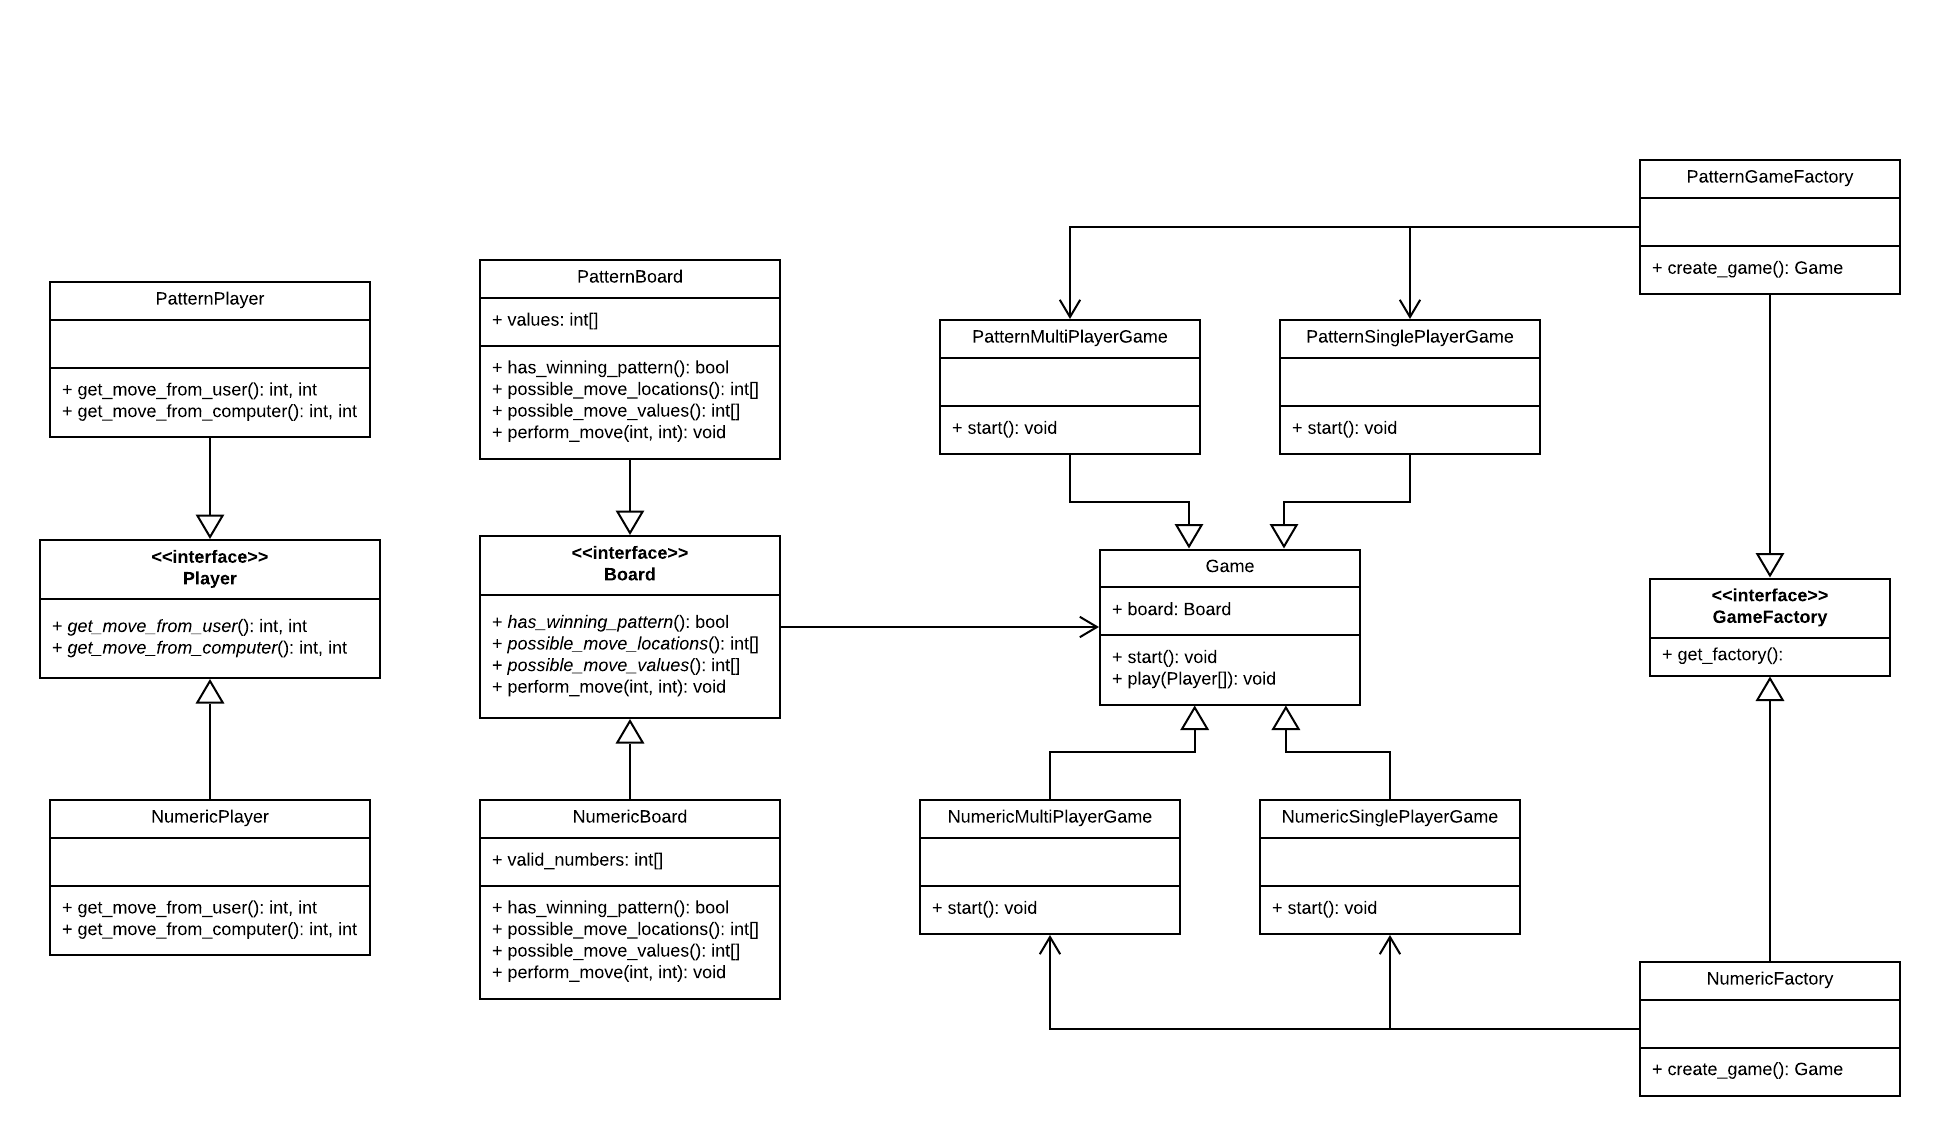 PatternGameFactory
+ create_game(): Game
PatternPlayer
+ get_move_from_user(): int, int
+ get_move_from_computer(): int, int
PatternBoard
+ values: int[]
+ has_winning_pattern(): bool
+ possible_move_locations(): int[]
+ possible_move_values(): int[]
+ perform_move(int, int): void
PatternMultiPlayerGame
+ start(): void
PatternSinglePlayerGame
+ start(): void
<<interface>>
Player
+ get_move_from_user(): int, int
+ get_move_from_computer(): int, int
<<interface>>
Board
+ has_winning_pattern(): bool
+ possible_move_locations(): int[]
+ possible_move_values(): int[]
+ perform_move(int, int): void
Game
+ board: Board
+ start(): void
+ play(Player[]): void
<<interface>>
GameFactory
+ get_factory():
NumericPlayer
+ get_move_from_user(): int, int
+ get_move_from_computer(): int, int
NumericBoard
+ valid_numbers: int[]
+ has_winning_pattern(): bool
+ possible_move_locations(): int[]
+ possible_move_values(): int[]
+ perform_move(int, int): void
NumericMultiPlayerGame
+ start(): void
NumericSinglePlayerGame
+ start(): void
NumericFactory
+ create_game(): Game